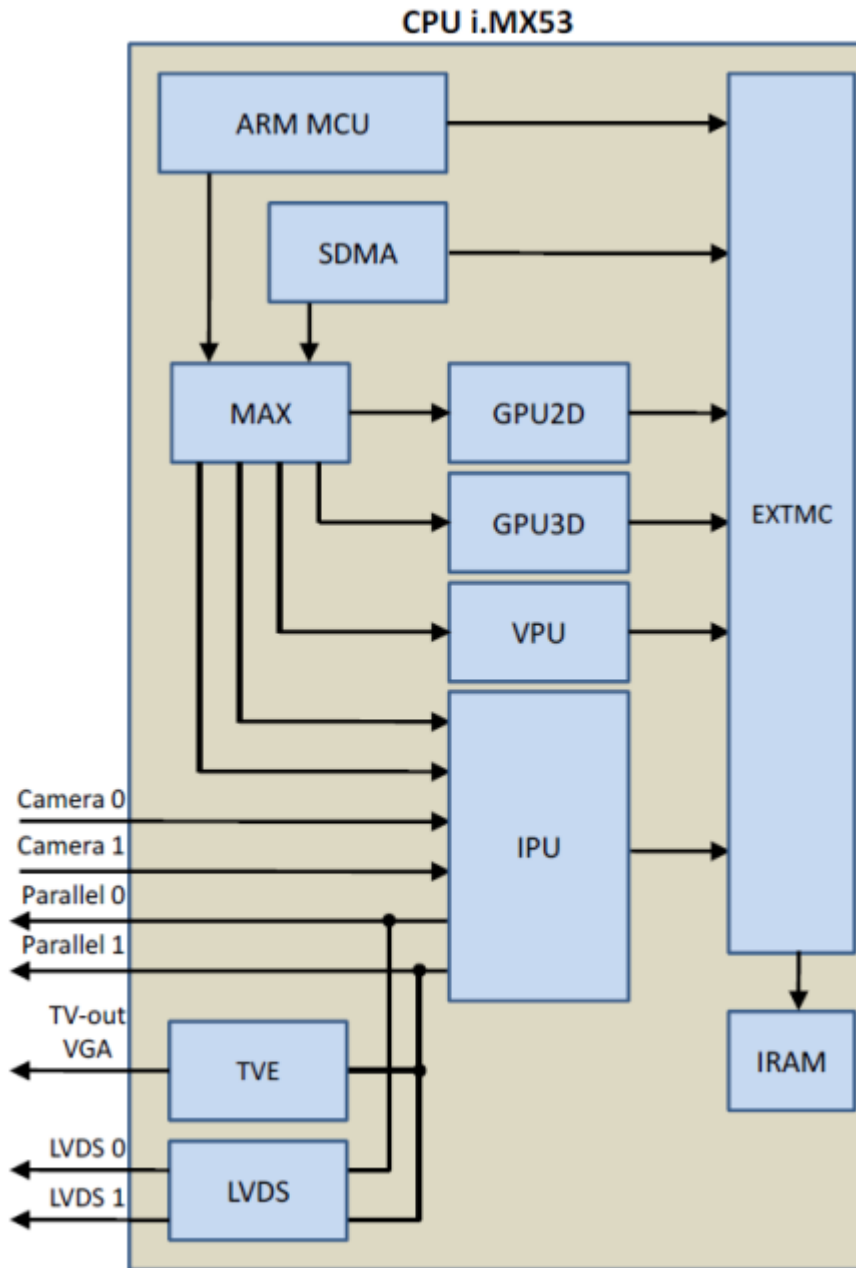 CPU i.MX53
ARM MCU
SDMA
MAX
GPU2D
GPU3D
EXTMC
VPU
Camera 0
Camera 1
IPU
Parallel 0
Parallel 1
TV-out
VGA
TVE
IRAM
LVDS 0
LVDS
LVDS 1